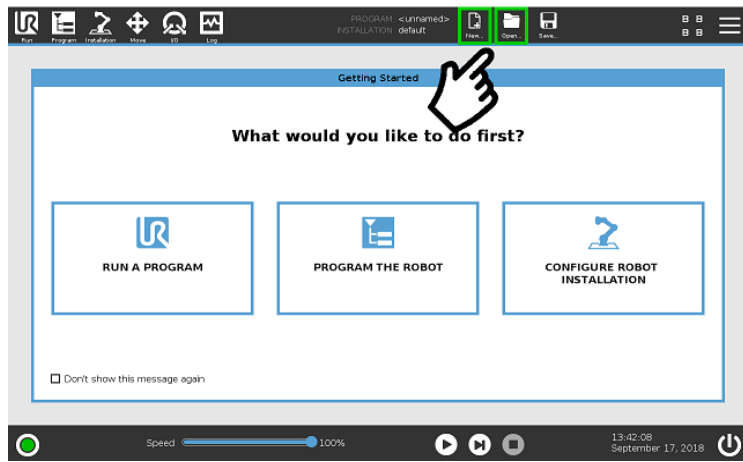 PROGRAM <unnamed>
INSTALLATION default
Run Program Installation Move I/O Log New... Open... Save...
B B
B B
Getting Started
What would you like to do first?
RUN A PROGRAM
PROGRAM THE ROBOT
CONFIGURE ROBOT
INSTALLATION
Don't show this message again
Speed 100%
13:42:08
September 17, 2018